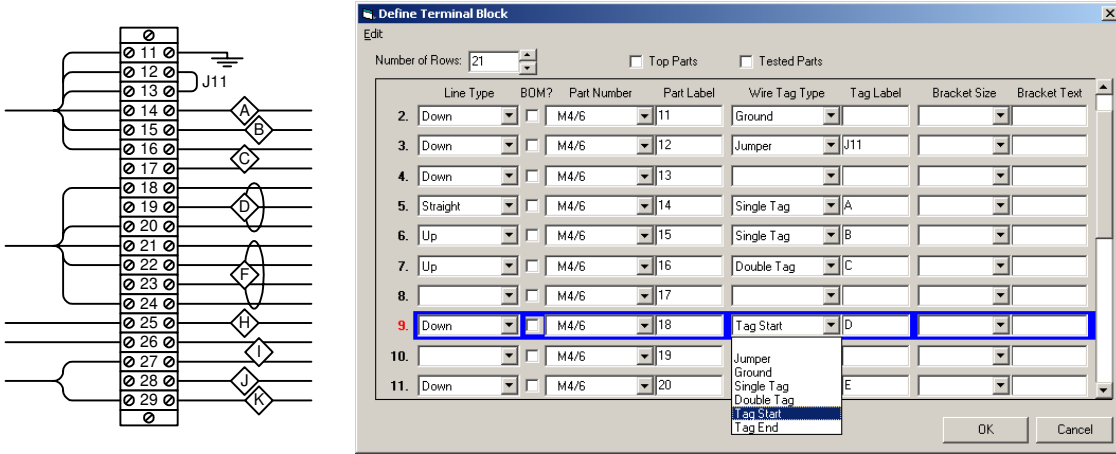 11
12
J11
13
14 A
15 B
16
C
17
18
19 D
20
21
22
F
23
24
25 H
26
I
27
28 J
29 K
Define Terminal Block
Edit
Number of Rows: 21 Top Parts Tested Parts
Line Type BOM? Part Number Part Label Wire Tag Type Tag Label Bracket Size Bracket Text
2. Down M4/6 11 Ground
3. Down M4/6 12 Jumper J11
4. Down M4/6 13
5. Straight M4/6 14 Single Tag A
6. Up M4/6 15 Single Tag B
7. Up M4/6 16 Double Tag C
8. M4/6 17
9. Down M4/6 18 Tag Start D
10. M4/6 19
11. Down M4/6 20 E
Jumper
Ground
Single Tag
Double Tag
Tag Start
Tag End
OK Cancel